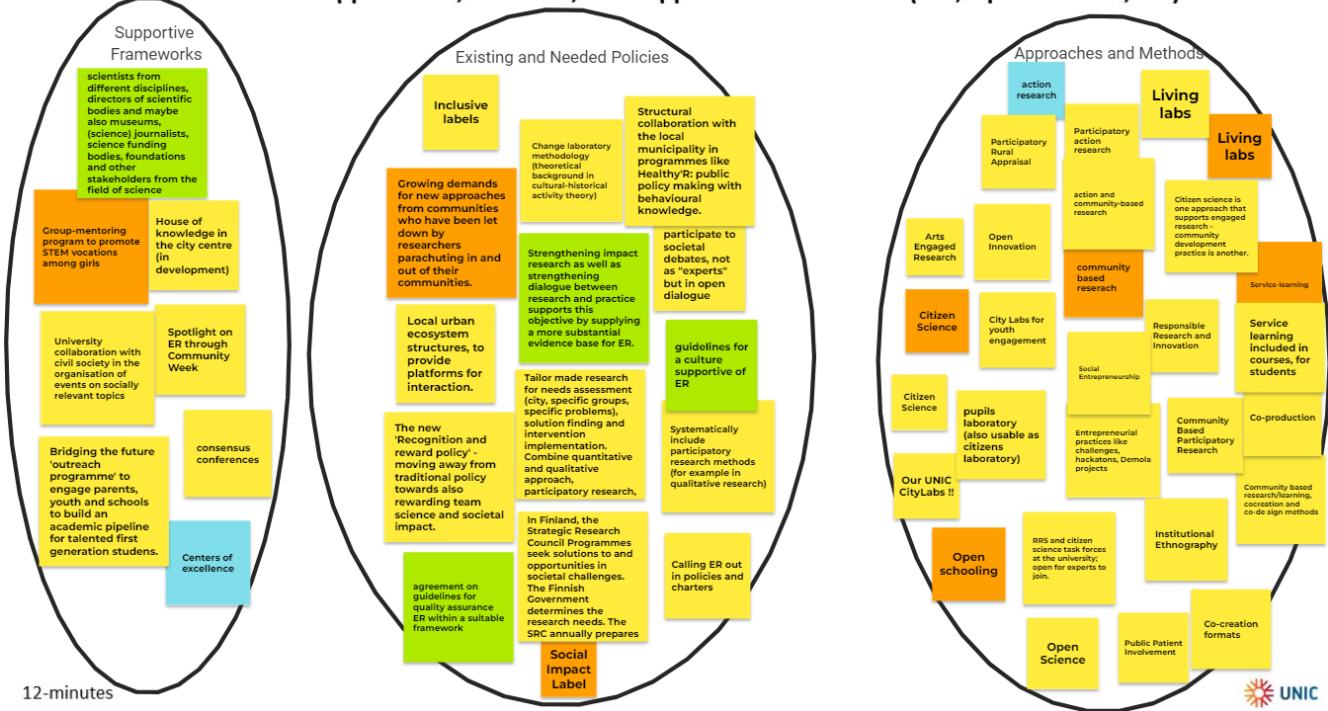 Supportive
Frameworks
scientists from
different disciplines,
directors of scientific
bodies and maybe
also museums,
(science) journalists,
science funding
bodies, foundations
and other
stakeholders from the
field of science
Group-mentoring
program to promote
STEM vocations
among girls
House of
knowledge in
the city centre
(in
development)
University
collaboration with
civil society in the
organisation of
events on socially
relevant topics
Spotlight on
ER through
Community
Week
Bridging the future
'outreach
programme' to
engage parents,
youth and schools
to build an
academic pipeline
for talented first
generation studens.
consensus
conferences
Centers of
excellence
12-minutes
Existing and Needed Policies
Inclusive
labels
Change laboratory
methodology
(theoretical
background in
cultural-historical
activity theory)
Structural
collaboration with
the local
municipality in
programmes like
Healthy'R: public
policy making with
behavioural
knowledge.
Growing demands
for new approaches
from communities
who have been let
down by
researchers
parachuting in and
out of their
communities.
Strengthening impact
research as well as
strengthening
dialogue between
research and practice
supports this
objective by supplying
a more substantial
evidence base for ER.
participate to
societal
debates, not
as "experts"
but in open
dialogue
Local urban
ecosystem
structures, to
provide
platforms for
interaction.
guidelines for
a culture
supportive of
ER
The new
'Recognition and
reward policy' -
moving away from
traditional policy
towards also
rewarding team
science and societal
impact.
Tailor made research
for needs assessment
(city, specific groups,
specific problems),
solution finding and
intervention
implementation.
Combine quantitative
and qualitative
approach,
participatory research,
Systematically
include
participatory
research methods
(for example in
qualitative research)
agreement on
guidelines for
quality assurance
ER within a suitable
framework
In Finland, the
Strategic Research
Council Programmes
seek solutions to and
opportunities in
societal challenges.
The Finnish
Government
determines the
research needs. The
SRC annually prepares
Calling ER out
in policies and
charters
Social
Impact
Label
Approaches and Methods
action
research
Participatory
Rural
Appraisal
Participatory
action
research
Living
labs
Living
labs
action and
community-based
research
Citizen science is
one approach that
supports engaged
research -
community
development
practice is another.
Arts
Engaged
Research
Open
Innovation
community
based
reserach
Service-learning
Citizen
Science
City Labs for
youth
engagement
Responsible
Research and
Innovation
Service
learning
included in
courses, for
students
Social
Entrepreneurship
Citizen
Science
pupils
laboratory
(also usable as
citizens
laboratory)
Entrepreneurial
practices like
challenges,
hackatons, Demola
projects
Community
Based
Participatory
Research
Co-production
Our UNIC
CityLabs !!
Community based
research/learning,
cocreation and
co-de sign methods
Open
schooling
RRS and citizen
science task forces
at the university;
open for experts to
join.
Institutional
Ethnography
Open
Science
Public Patient
Involvement
Co-creation
formats
UNIC